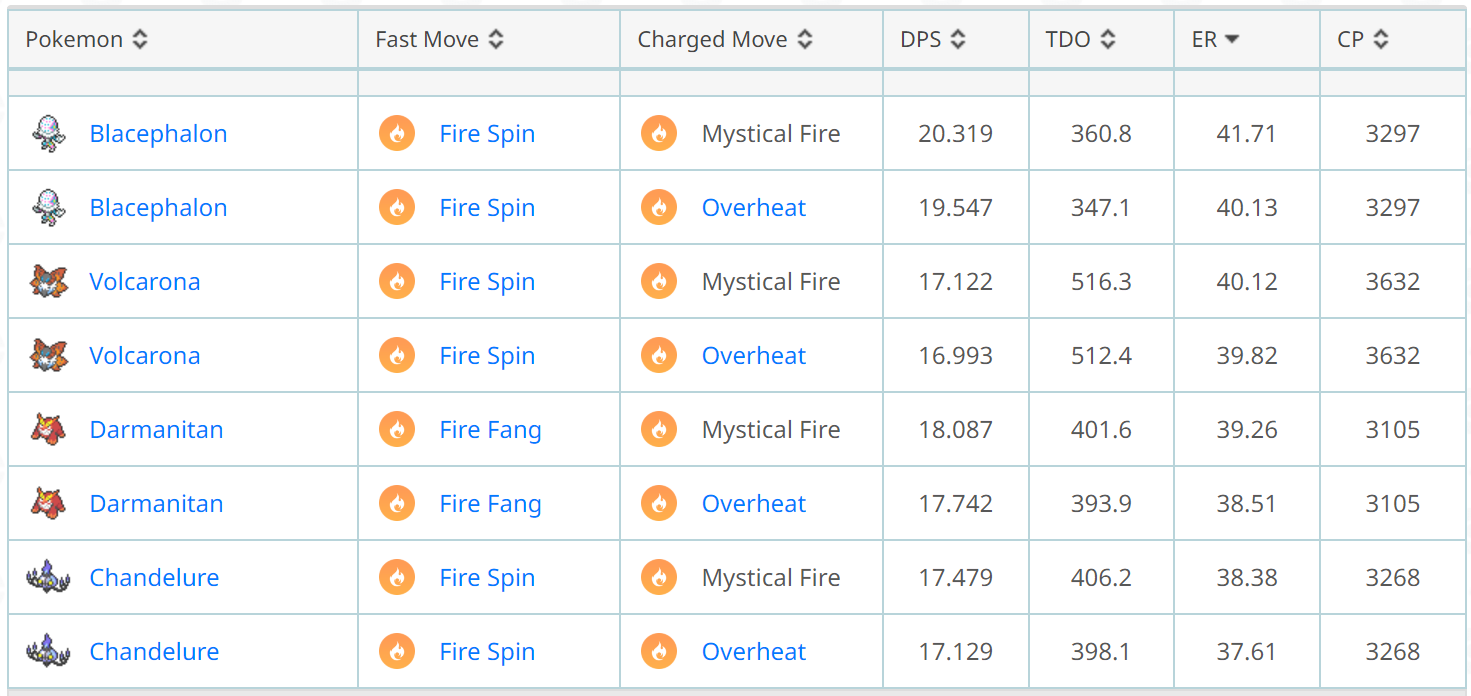 Pokemon Fast Move Charged Move DPS TDO ER CP
Blacephalon Fire Spin Mystical Fire 20.319 360.8 41.71 3297
Blacephalon Fire Spin Overheat 19.547 347.1 40.13 3297
Volcarona Fire Spin Mystical Fire 17.122 516.3 40.12 3632
Volcarona Fire Spin Overheat 16.993 512.4 39.82 3632
Darmanitan Fire Fang Mystical Fire 18.087 401.6 39.26 3105
Darmanitan Fire Fang Overheat 17.742 393.9 38.51 3105
Chandelure Fire Spin Mystical Fire 17.479 406.2 38.38 3268
Chandelure Fire Spin Overheat 17.129 398.1 37.61 3268